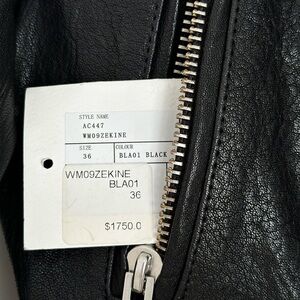 STYLE NAME
AC447
WM09ZEKINE
SIZE COLOUR
36 BLA01 BLACK
WM09ZEKINE
BLA01
36
$1750.0